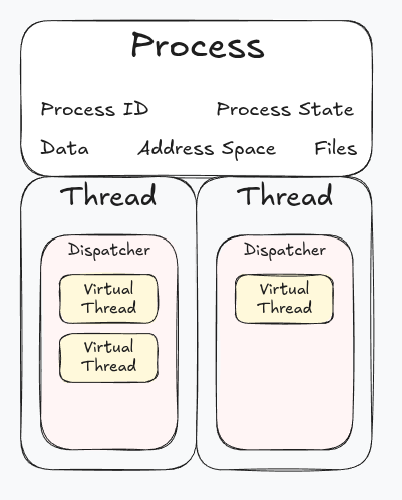 Process
Process ID Process State
Data Address Space Files
Thread Thread
Dispatcher Dispatcher
Virtual
Thread
Virtual
Thread
Virtual
Thread